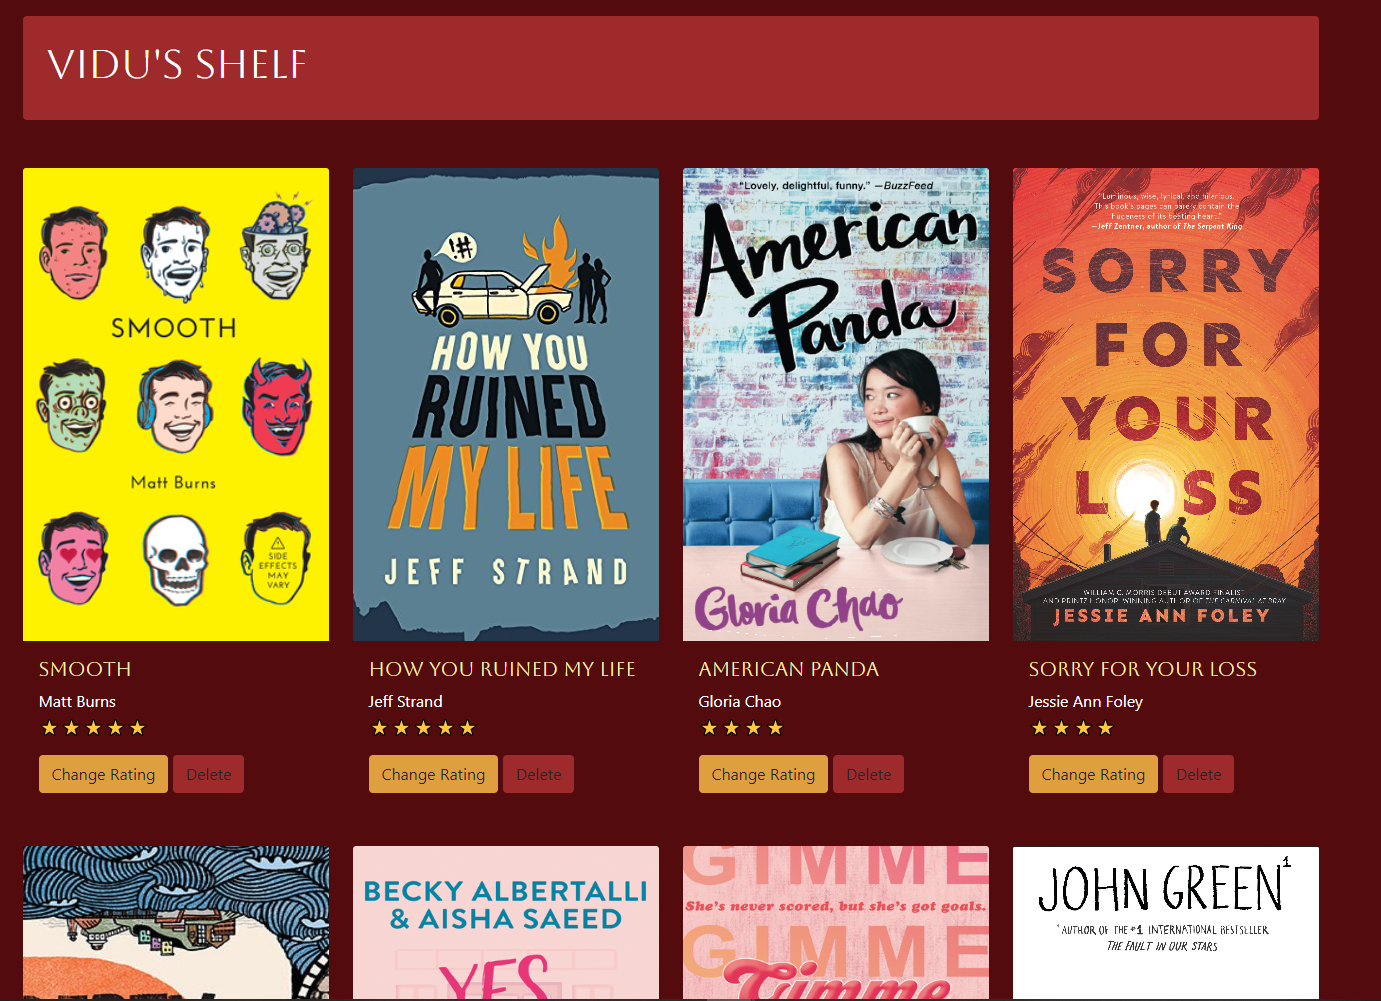 VIDU'S SHELF
SMOOTH
Matt Burns
SIDE
EFFECTS
MAY
VARY
!#
HOW YOU
RUINED
MY LIFE
JEFF STRAND
"Lovely, delightful, funny." —BuzzFeed
American
Panda
Gloria Chao
"Luminous, wise, lyrical, and hilarious.
This book's pages can barely contain the
hugeness of its beating heart."
—Jeff Zentner, author of The Serpent King
SORRY
FOR
YOUR
LOSS
WILLIAM C. MORRIS DEBUT AWARD FINALIST
AND PRINTZ HONOR-WINNING AUTHOR OF THE CARNIVAL AT BRAY
JESSIE ANN FOLEY
SMOOTH
Matt Burns
Change Rating Delete
HOW YOU RUINED MY LIFE
Jeff Strand
Change Rating Delete
AMERICAN PANDA
Gloria Chao
Change Rating Delete
SORRY FOR YOUR LOSS
Jessie Ann Foley
Change Rating Delete
BECKY ALBERTALLI
& AISHA SAEED
YES
GIMME
She's never scored, but she's got goals.
GIMME
Gimme
JOHN GREEN¹
¹AUTHOR OF THE #1 INTERNATIONAL BESTSELLER
THE FAULT IN OUR STARS